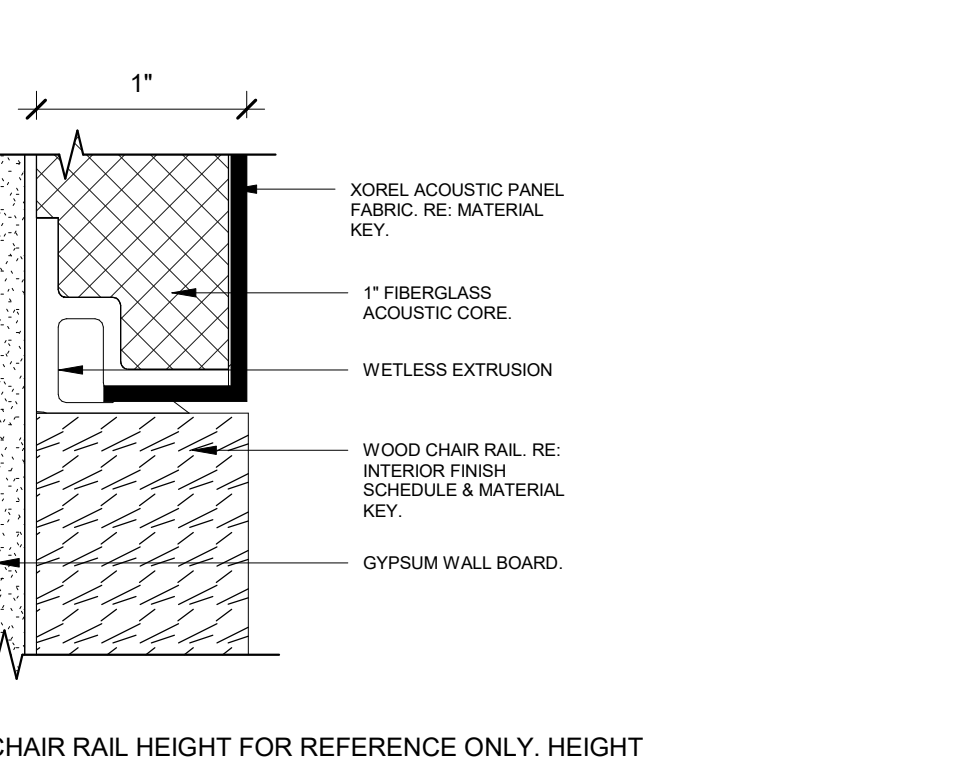 1"
XOREL ACOUSTIC PANEL
FABRIC. RE: MATERIAL
KEY.
1" FIBERGLASS
ACOUSTIC CORE.
WETLESS EXTRUSION
WOOD CHAIR RAIL. RE:
INTERIOR FINISH
SCHEDULE & MATERIAL
KEY.
GYPSUM WALL BOARD.
CHAIR RAIL HEIGHT FOR REFERENCE ONLY. HEIGHT